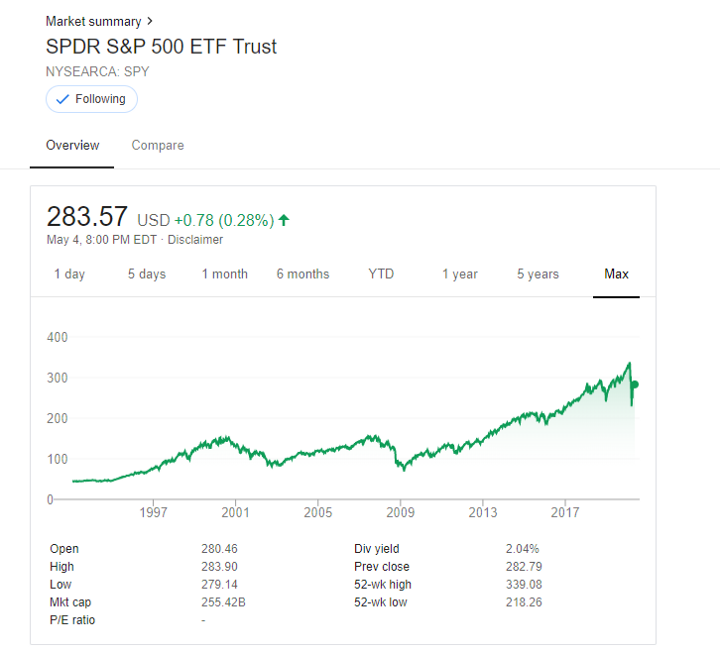 Market summary >
SPDR S&P 500 ETF Trust
NYSEARCA: SPY
Following
Overview Compare
283.57 USD +0.78 (0.28%)
May 4, 8:00 PM EDT · Disclaimer
1 day 5 days 1 month 6 months YTD 1 year 5 years Max
400
300
200
100
0
1997 2001 2005 2009 2013 2017
Open 280.46 Div yield 2.04%
High 283.90 Prev close 282.79
Low 279.14 52-wk high 339.08
Mkt cap 255.42B 52-wk low 218.26
P/E ratio -